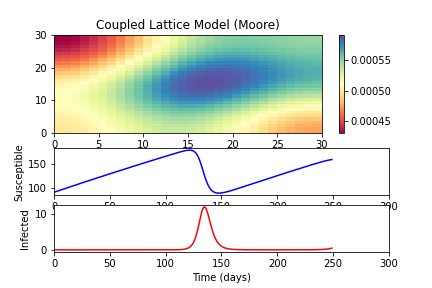 Coupled Lattice Model (Moore)
30
20
10
0
0 5 10 15 20 25 30
0.00055
0.00050
0.00045
Susceptible
150
100
0 50 100 150 200 250 300
Infected
10
0
0 50 100 150 200 250 300
Time (days)